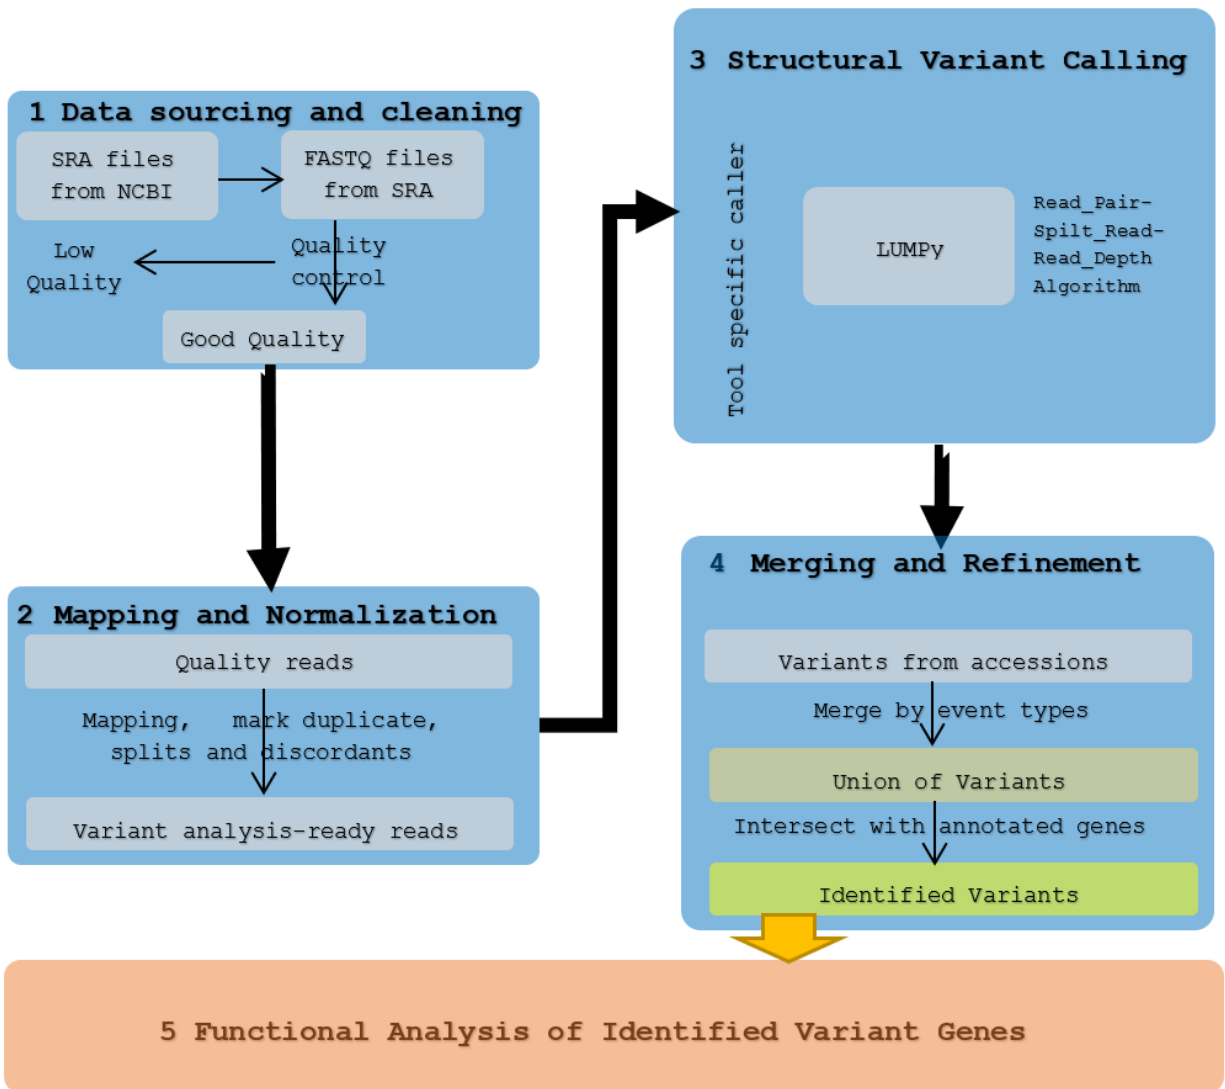 1 Data sourcing and cleaning
SRA files
from NCBI
FASTQ files
from SRA
Quality
control
Low
Quality
Good Quality
2 Mapping and Normalization
Quality reads
Mapping, mark duplicate,
splits and discordants
Variant analysis-ready reads
3 Structural Variant Calling
Tool specific caller
LUMPy
Read_Pair-
Spilt_Read-
Read_Depth
Algorithm
4 Merging and Refinement
Variants from accessions
Merge by event types
Union of Variants
Intersect with annotated genes
Identified Variants
5 Functional Analysis of Identified Variant Genes